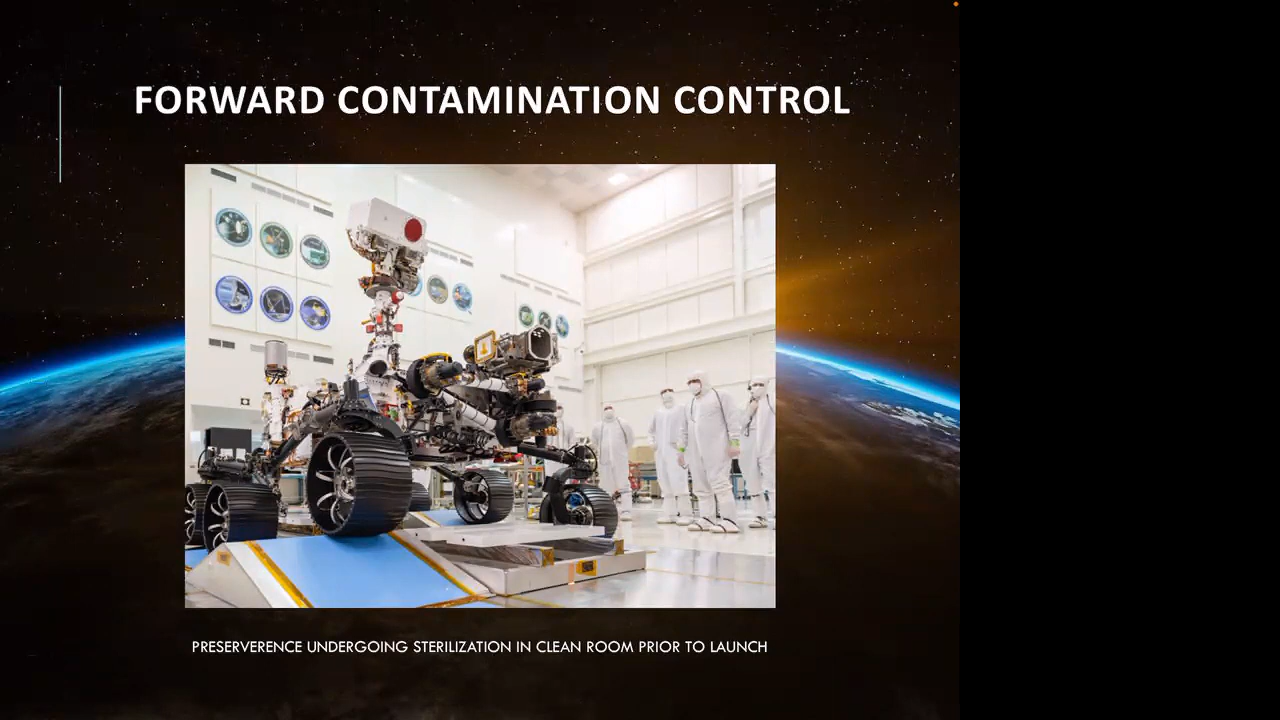 FORWARD CONTAMINATION CONTROL
PRESERVERENCE UNDERGOING STERILIZATION IN CLEAN ROOM PRIOR TO LAUNCH